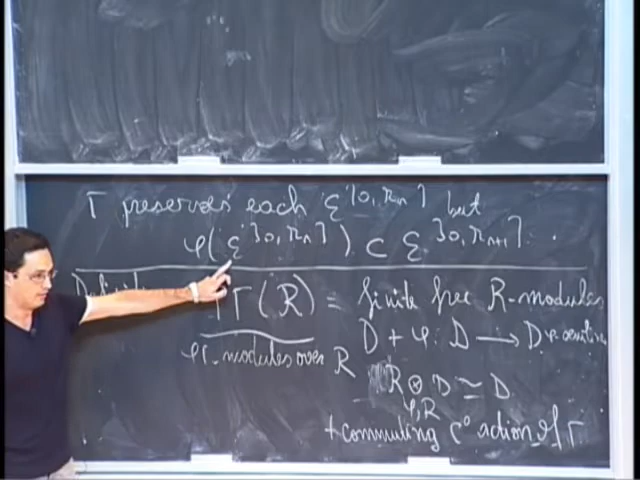 Γ preserves each ℰ^{]0, r_n]} but
φ(ℰ^{]0, r_n]}) ⊂ ℰ^{]0, r_{n+1}]}.
Γ(R) = finite free R-modules
D + φ: D → D φ-semilinear
φΓ-modules over R
R ⊗_{φ,R} D ≃ D
+ commuting C° action of Γ